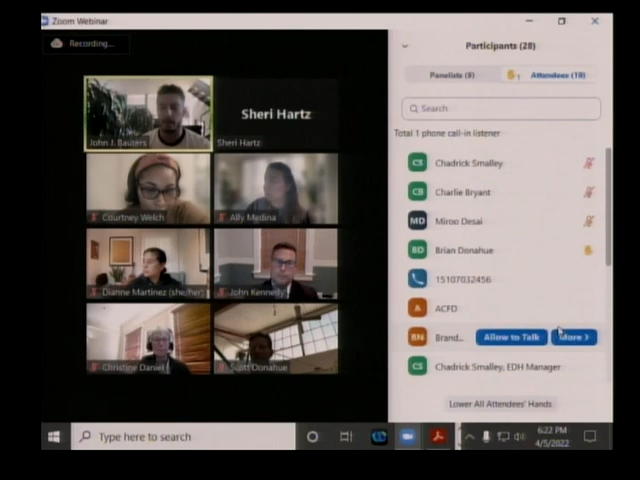 Zoom Webinar
Recording...
John J. Bauters
Sheri Hartz
Sheri Hartz
Courtney Welch
Ally Medina
Dianne Martinez (she/her)
John Kennedy
Christine Daniel
Scott Donahue
Participants (28)
Panelists (8)
1
Attendees (18)
Search
Total 1 phone call-in listener
CS Chadrick Smalley
CB Charlie Bryant
MD Miroo Desai
BD Brian Donahue
15107032456
A ACFD
BN Brand... Allow to Talk More >
CS Chadrick Smalley, EDH Manager
Lower All Attendees' Hands
Type here to search
6:22 PM
4/5/2022